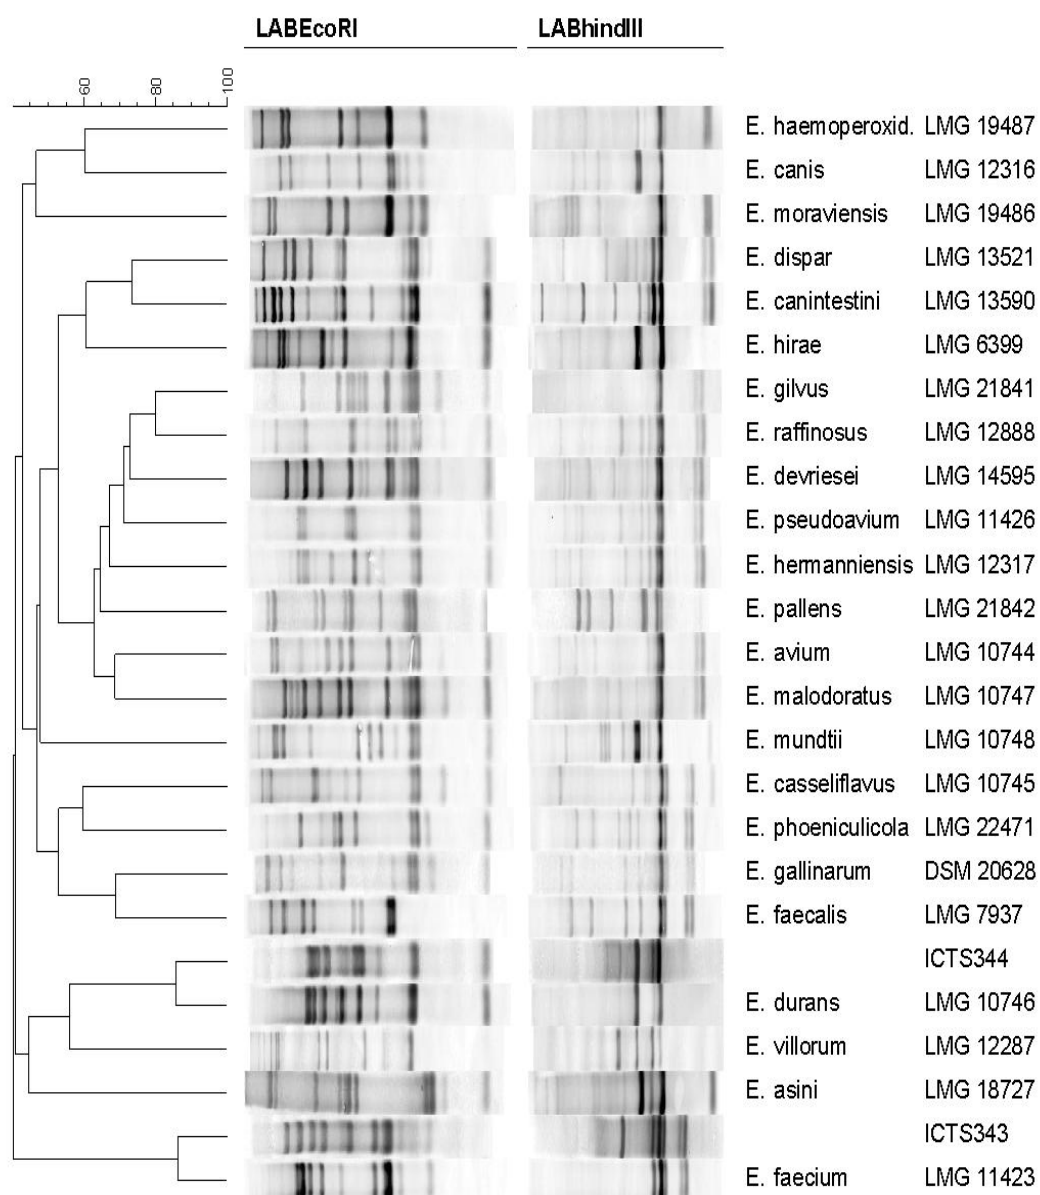 LABEcoRI LABhindIII
60 80 100
E. haemoperoxid. LMG 19487
E. canis LMG 12316
E. moraviensis LMG 19486
E. dispar LMG 13521
E. canintestini LMG 13590
E. hirae LMG 6399
E. gilvus LMG 21841
E. raffinosus LMG 12888
E. devriesei LMG 14595
E. pseudoavium LMG 11426
E. hermanniensis LMG 12317
E. pallens LMG 21842
E. avium LMG 10744
E. malodoratus LMG 10747
E. mundtii LMG 10748
E. casseliflavus LMG 10745
E. phoeniculicola LMG 22471
E. gallinarum DSM 20628
E. faecalis LMG 7937
ICTS344
E. durans LMG 10746
E. villorum LMG 12287
E. asini LMG 18727
ICTS343
E. faecium LMG 11423